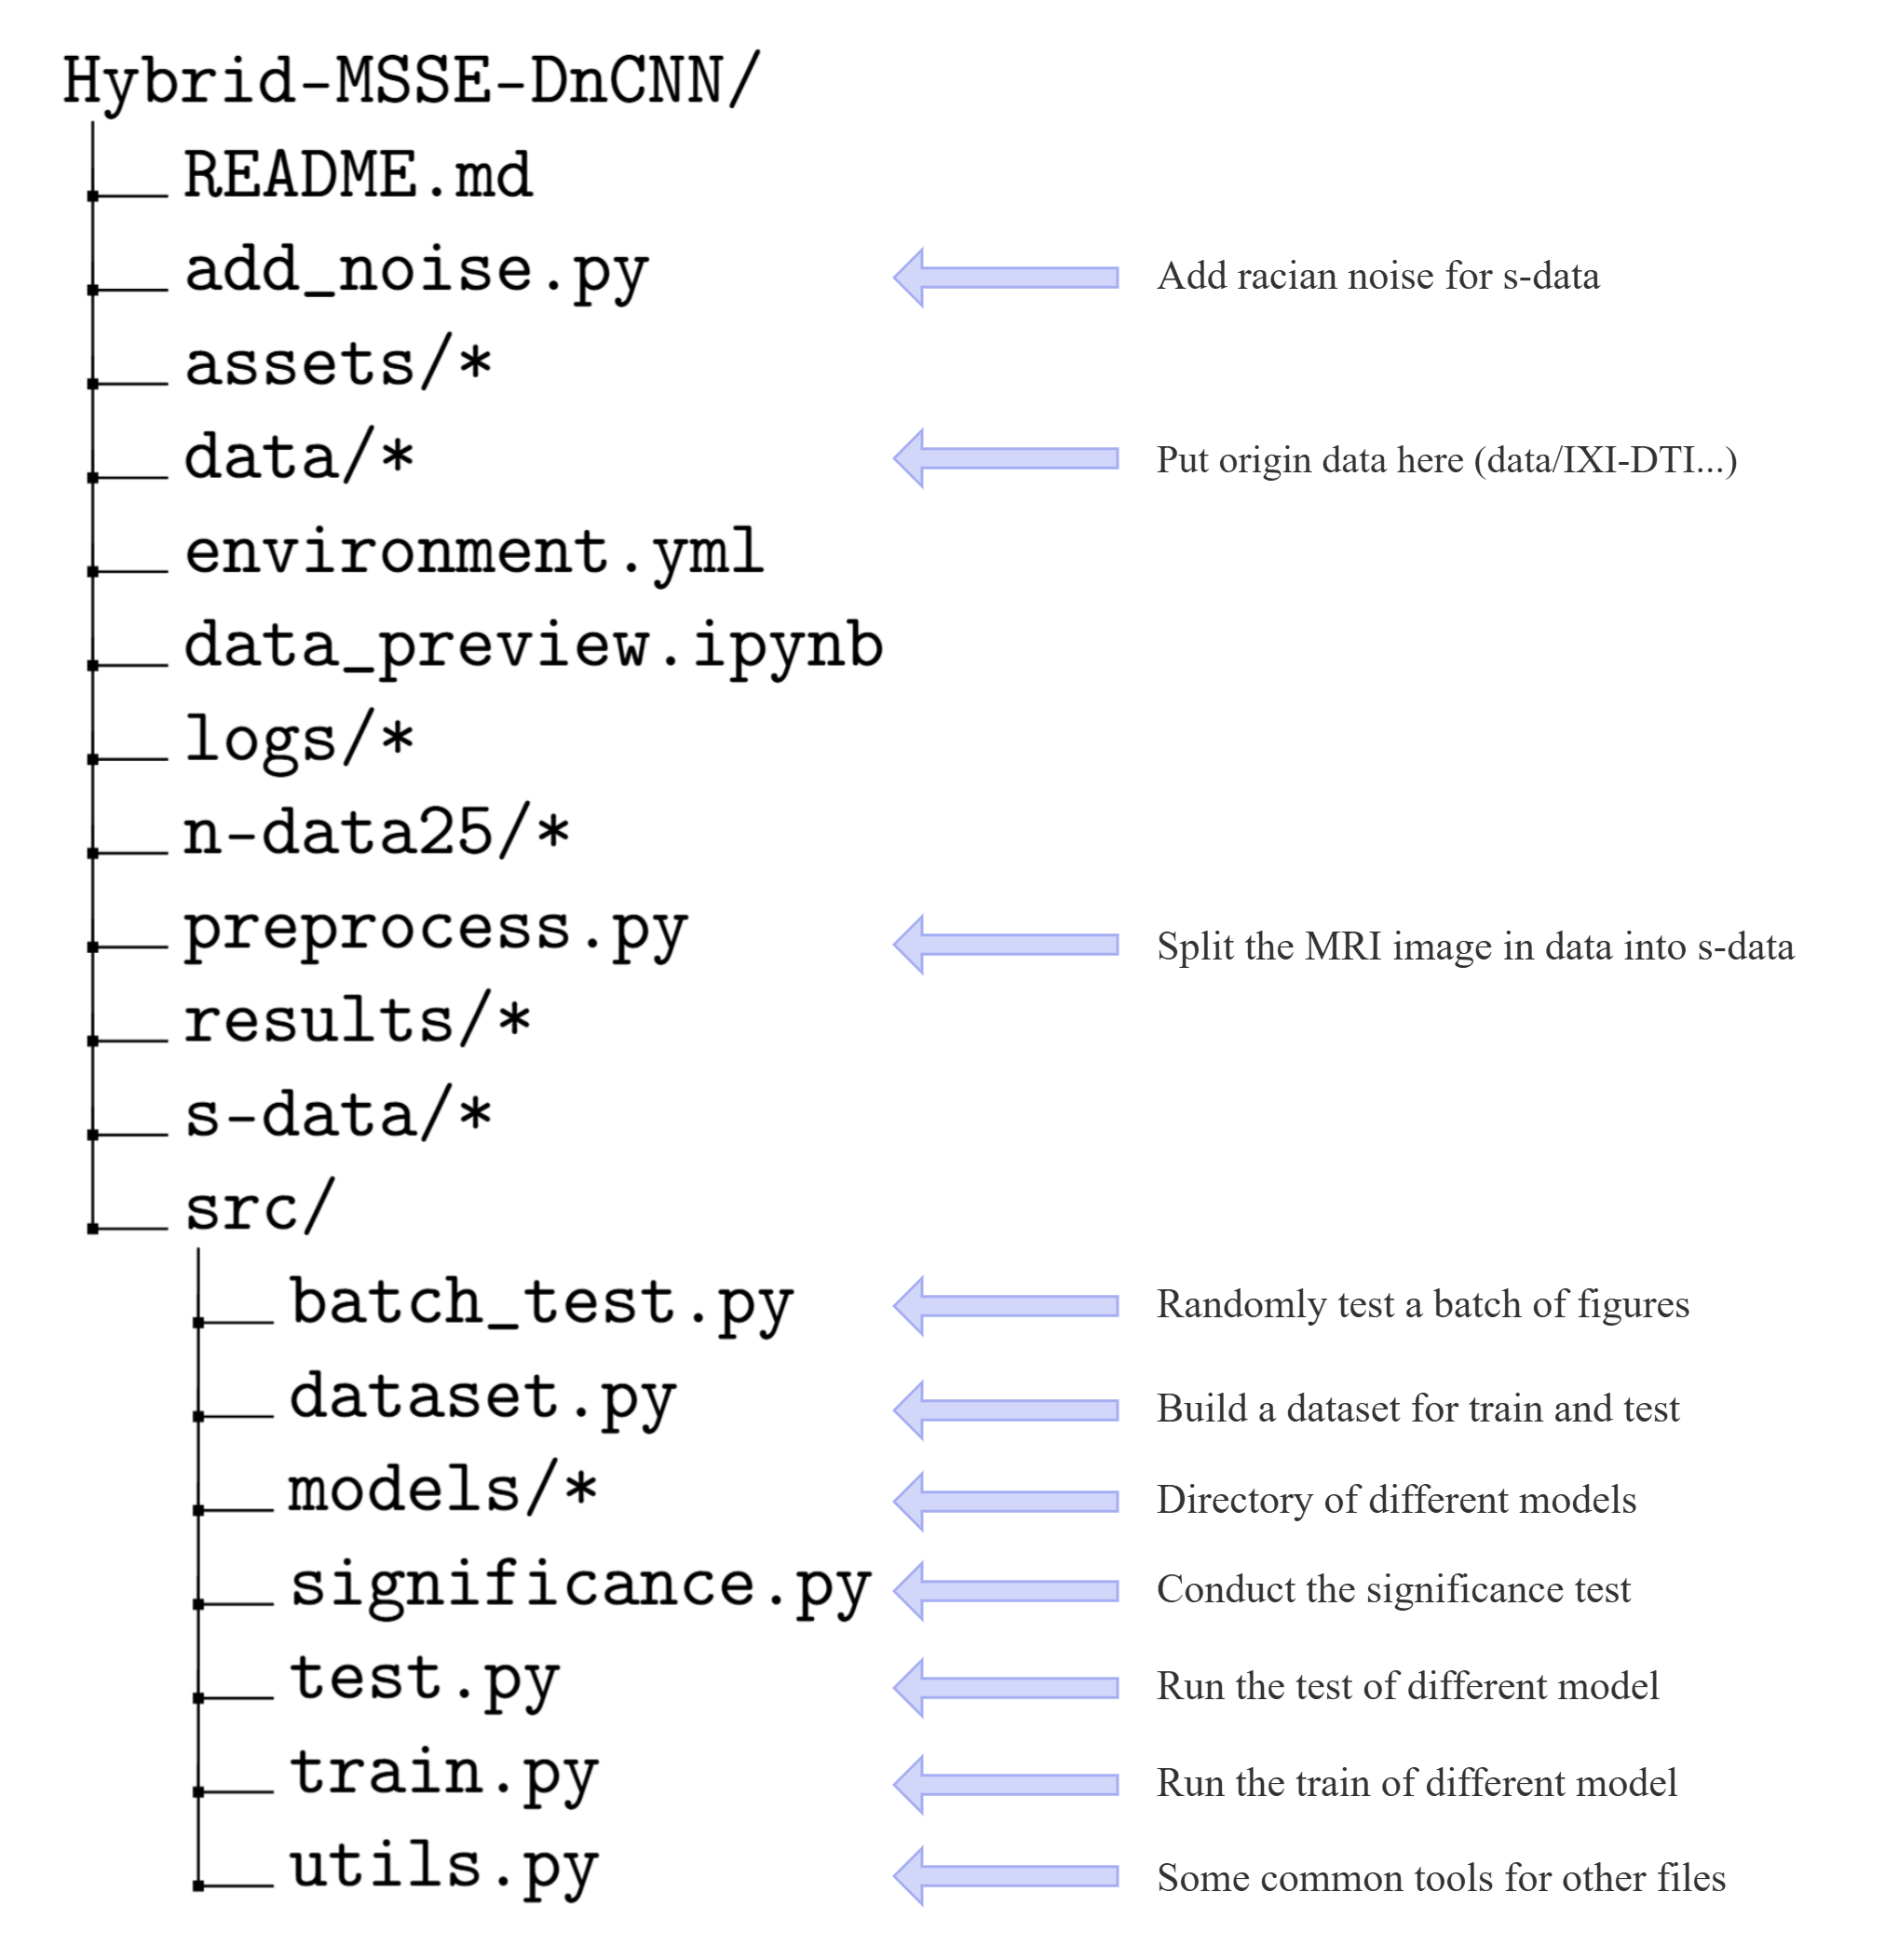 Hybrid-MSSE-DnCNN/
README.md
add_noise.py Add racian noise for s-data
assets/*
data/* Put origin data here (data/IXI-DTI...)
environment.yml
data_preview.ipynb
logs/*
n-data25/*
preprocess.py Split the MRI image in data into s-data
results/*
s-data/*
src/
batch_test.py Randomly test a batch of figures
dataset.py Build a dataset for train and test
models/* Directory of different models
significance.py Conduct the significance test
test.py Run the test of different model
train.py Run the train of different model
utils.py Some common tools for other files